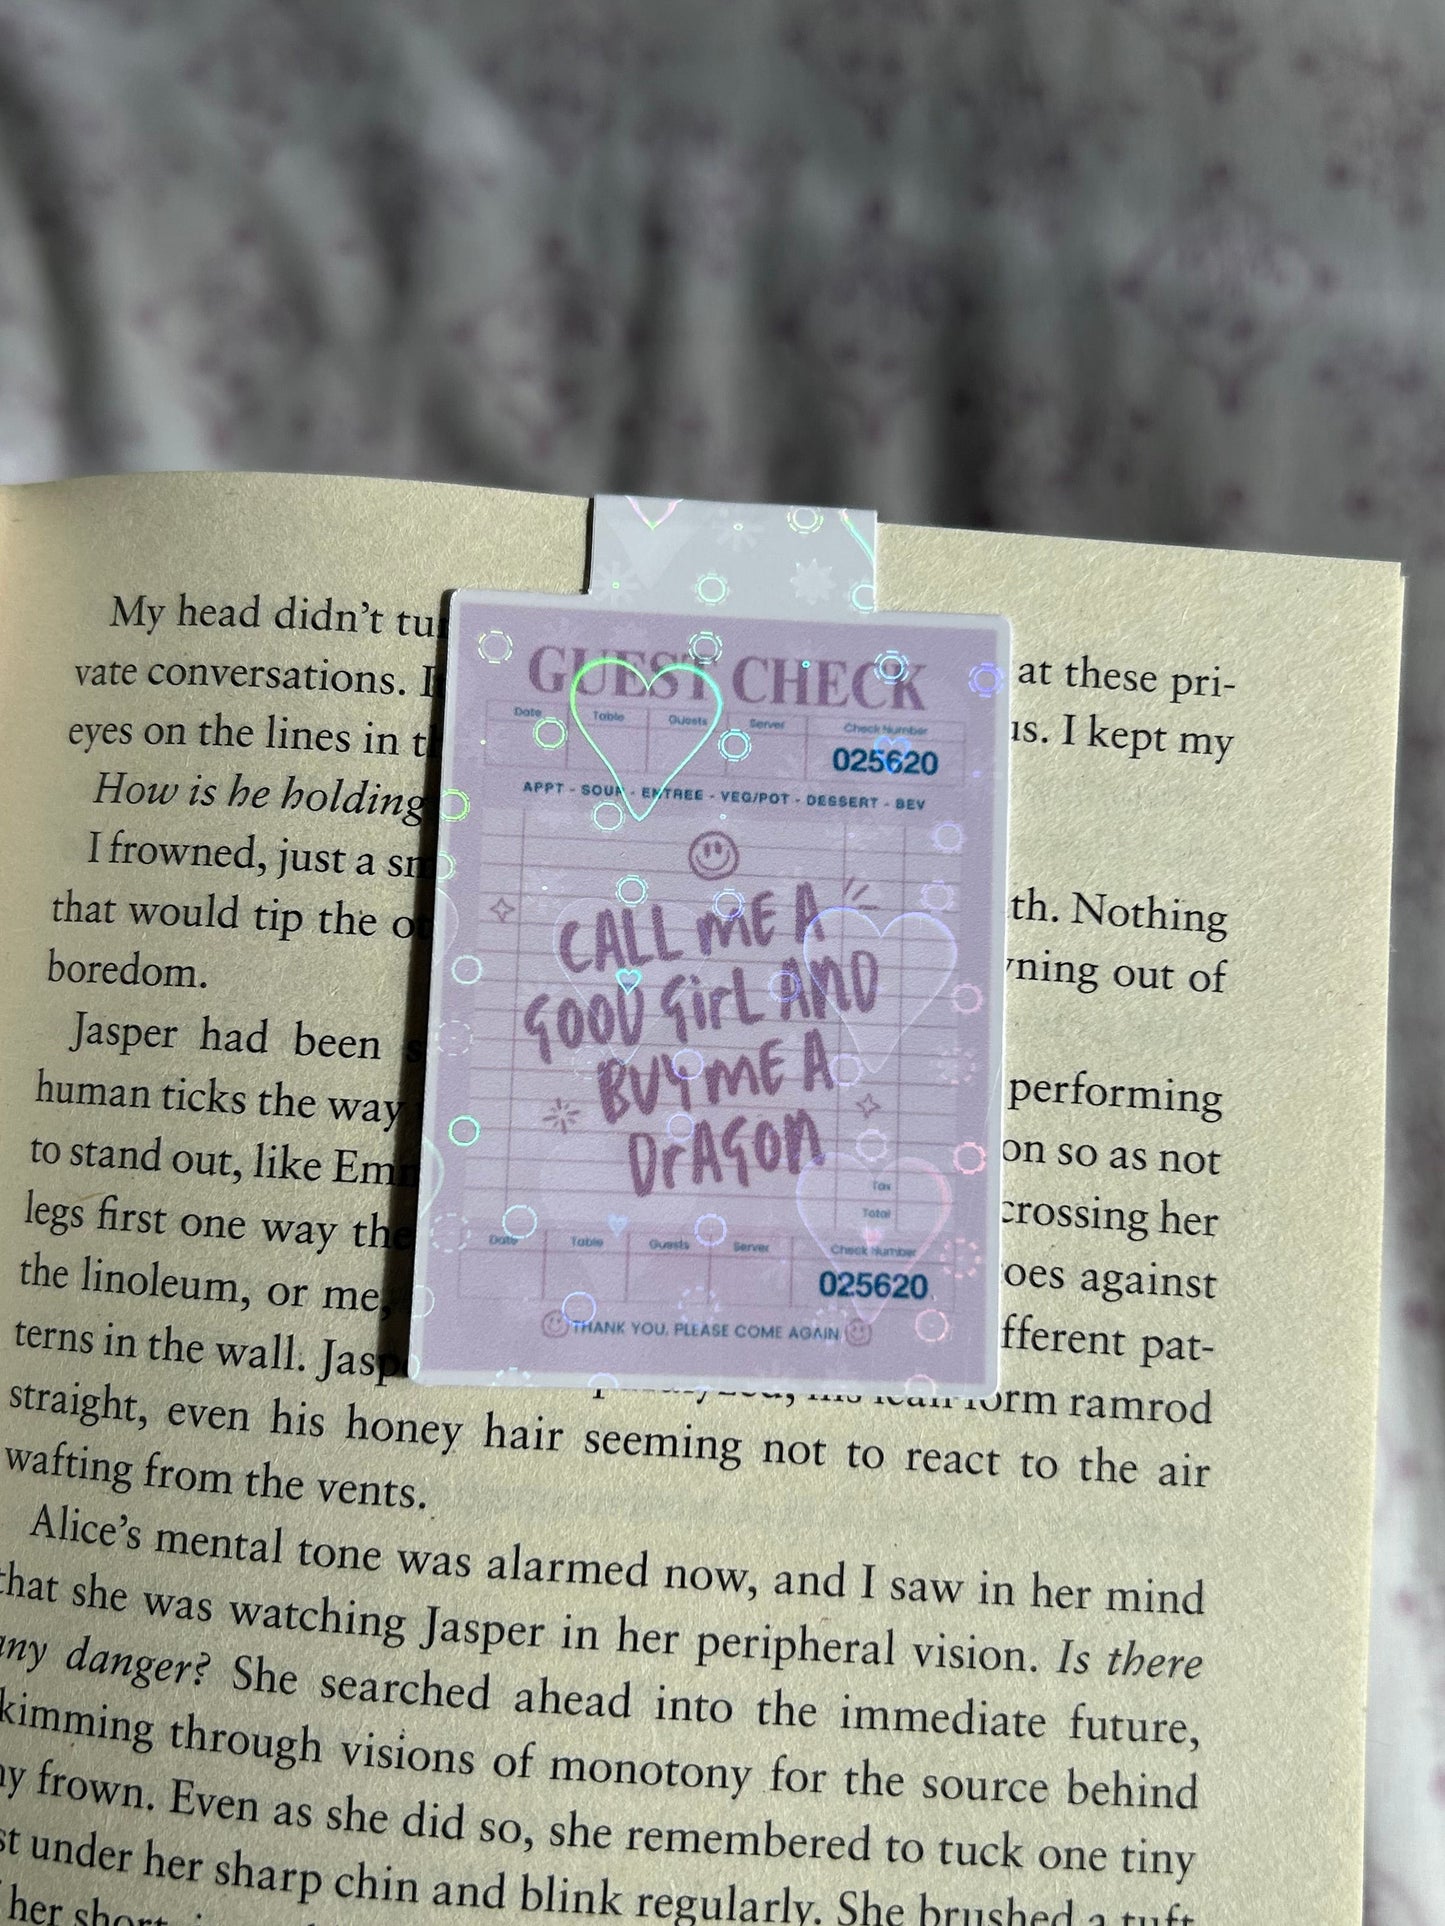 My head didn't
at these pri-
vate conversations.
us. I kept my
eyes on the lines in
How is he holding
I frowned, just a
th. Nothing
that would tip the
ning out of
boredom.
Jasper had been
performing
human ticks the way
on so as not
to stand out, like
crossing her
legs first one way the
oes against
the linoleum, or me,
fferent pat-
terns in the wall.
form ramrod
straight, even his honey hair seeming not to react to the air
wafting from the vents.
Alice's mental tone was alarmed now, and I saw in her mind
that she was watching Jasper in her peripheral vision. Is there
any danger? She searched ahead into the immediate future,
kimming through visions of monotony for the source behind
my frown. Even as she did so, she remembered to tuck one tiny
st under her sharp chin and blink regularly. She brushed a tuft
her short
GUEST CHECK
Date Table Guests Server Check Number
025620
APPT - SOUP - ENTREE - VEG/POT - DESSERT - BEV
CALL ME A
GOOD GIRL AND
BUY ME A
DRAGON
Tax
Total
Date Table Guests Server Check Number
025620
THANK YOU, PLEASE COME AGAIN